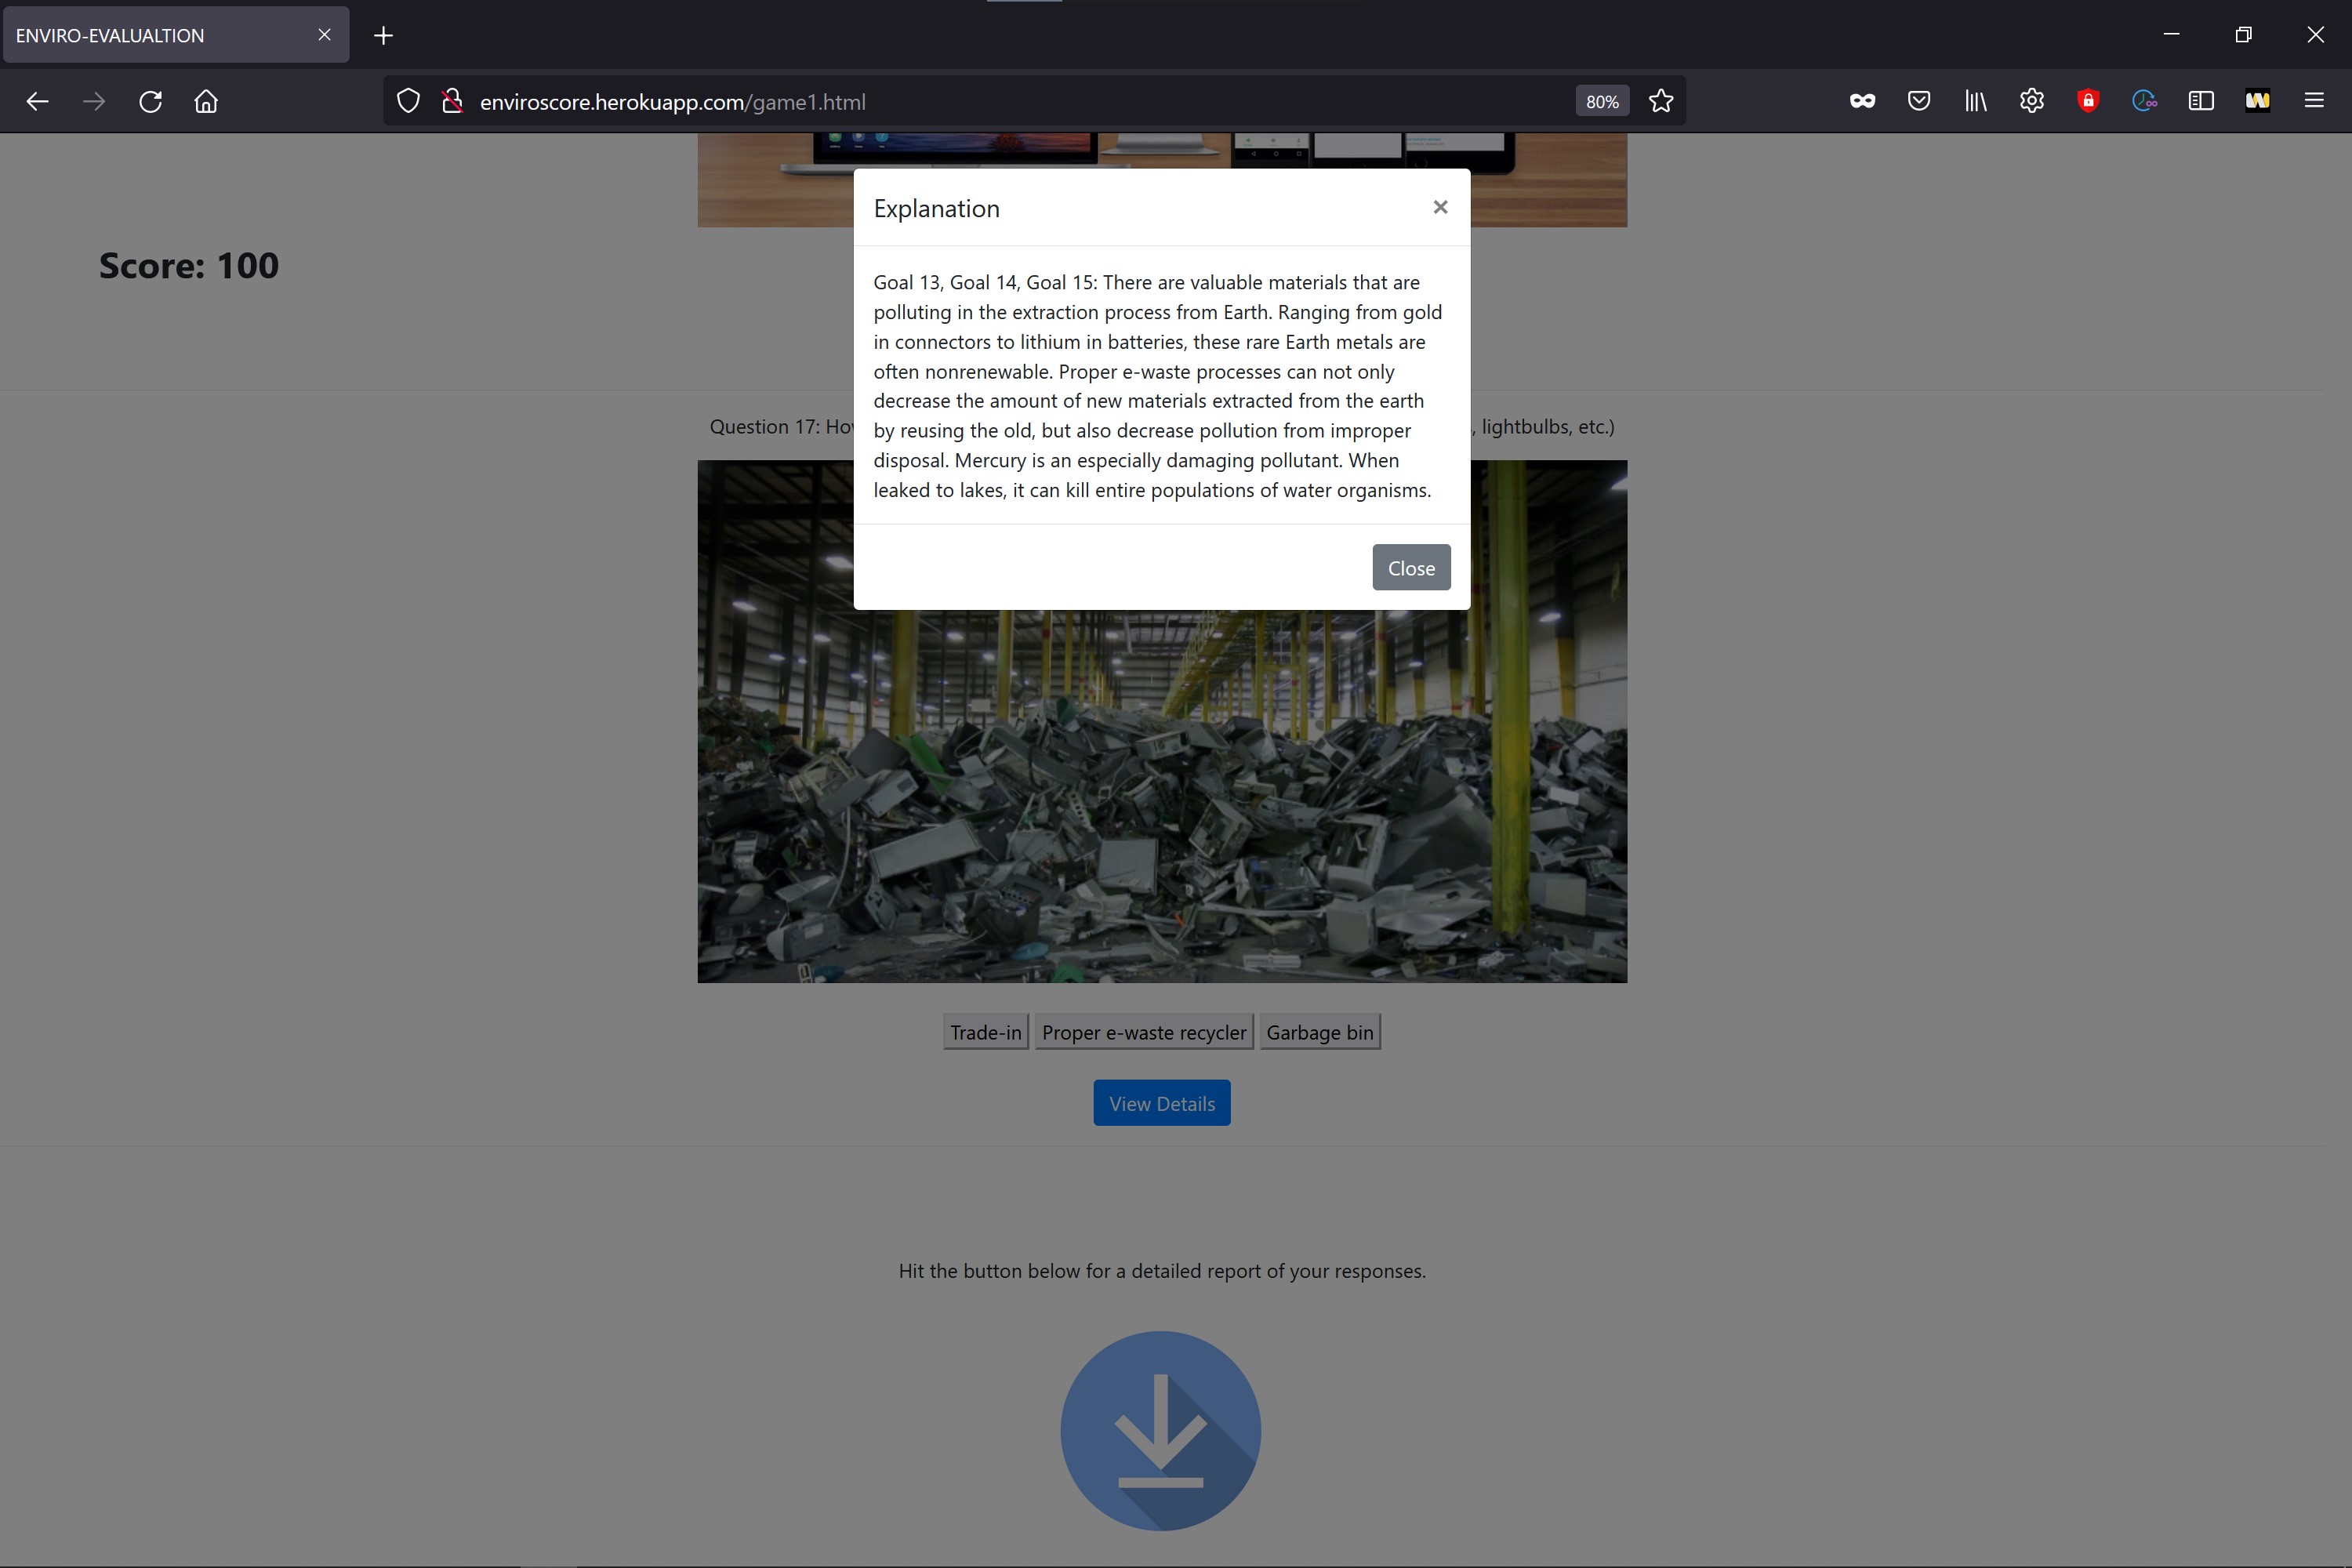 ENVIRO-EVALUALTION
enviroscore.herokuapp.com/game1.html
80%
Explanation
Score: 100
Goal 13, Goal 14, Goal 15: There are valuable materials that are
polluting in the extraction process from Earth. Ranging from gold
in connectors to lithium in batteries, these rare Earth metals are
often nonrenewable. Proper e-waste processes can not only
decrease the amount of new materials extracted from the earth
by reusing the old, but also decrease pollution from improper
disposal. Mercury is an especially damaging pollutant. When
leaked to lakes, it can kill entire populations of water organisms.
Close
Question 17: , lightbulbs, etc.)
Trade-in Proper e-waste recycler Garbage bin
View Details
Hit the button below for a detailed report of your responses.